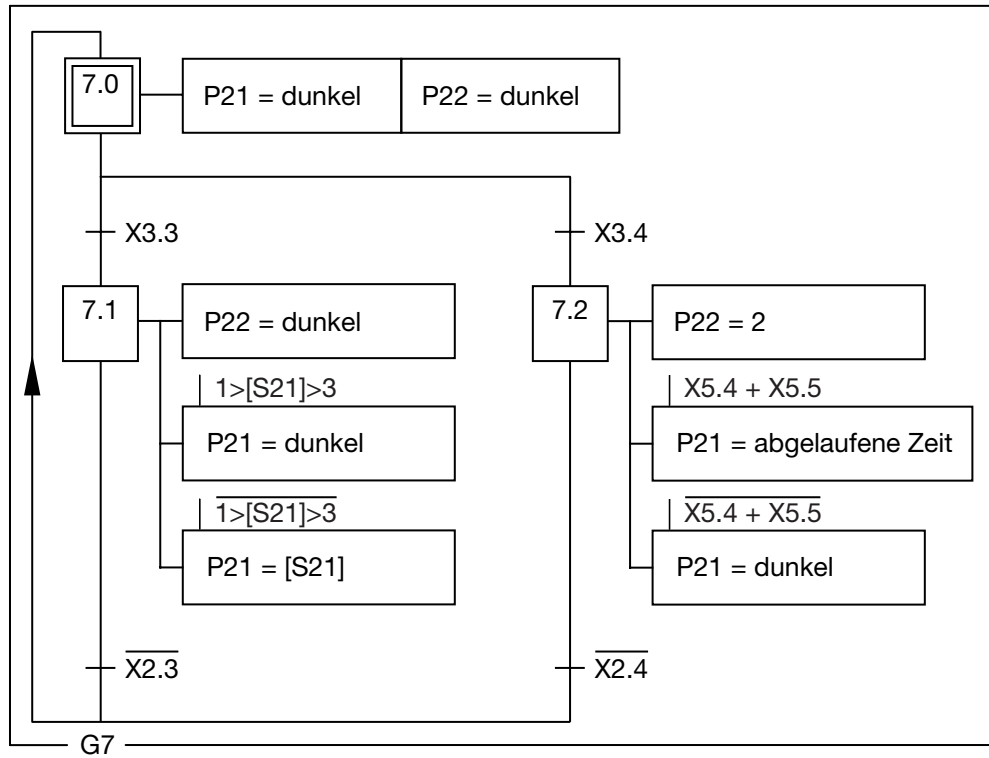 7.0
P21 = dunkel
P22 = dunkel
X3.3
X3.4
7.1
P22 = dunkel
7.2
P22 = 2
1>[S21]>3
X5.4 + X5.5
P21 = dunkel
P21 = abgelaufene Zeit
1>[S21]>3
X5.4 + X5.5
P21 = [S21]
P21 = dunkel
X2.3
X2.4
G7